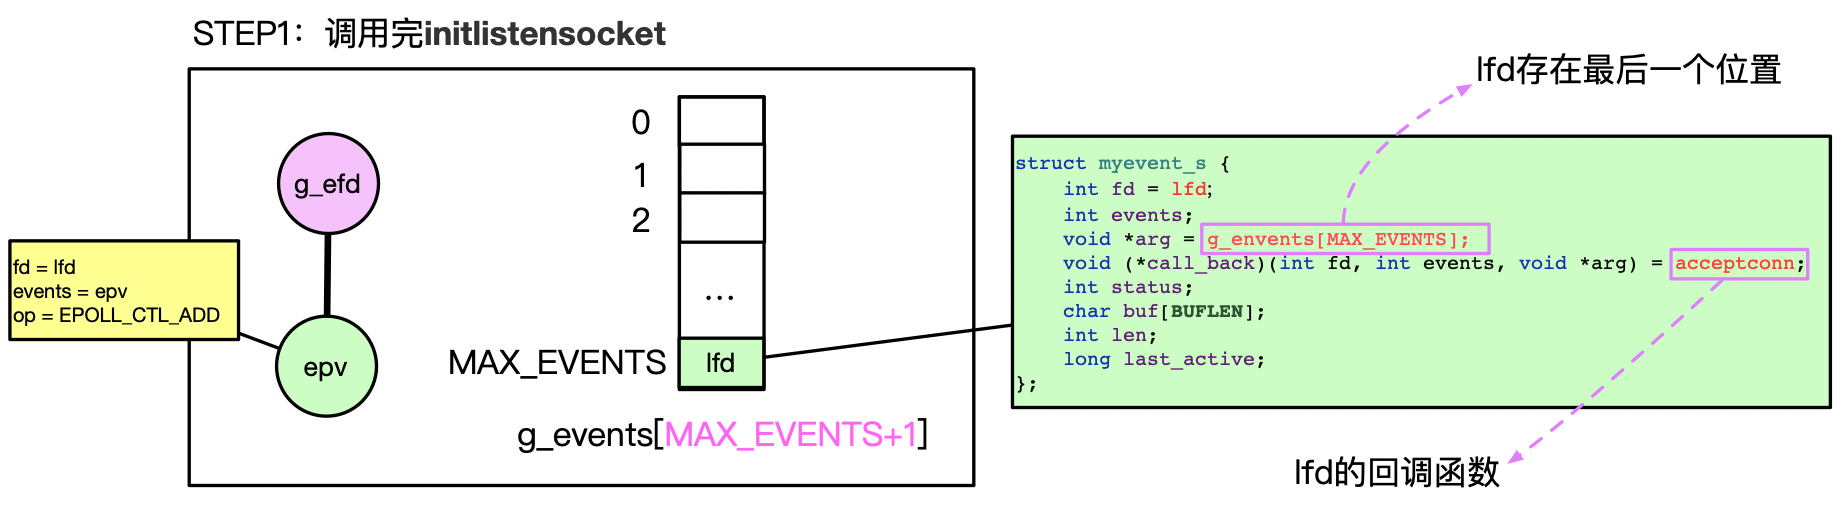 STEP1：调用完initlistensocket
lfd存在最后一个位置
g_efd
0
1
2
...
MAX_EVENTS
lfd
g_events[MAX_EVENTS+1]
fd = lfd
events = epv
op = EPOLL_CTL_ADD
epv
struct myevent_s {
    int fd = lfd;
    int events;
    void *arg = g_envents[MAX_EVENTS];
    void (*call_back)(int fd, int events, void *arg) = acceptconn;
    int status;
    char buf[BUFLEN];
    int len;
    long last_active;
};
lfd的回调函数